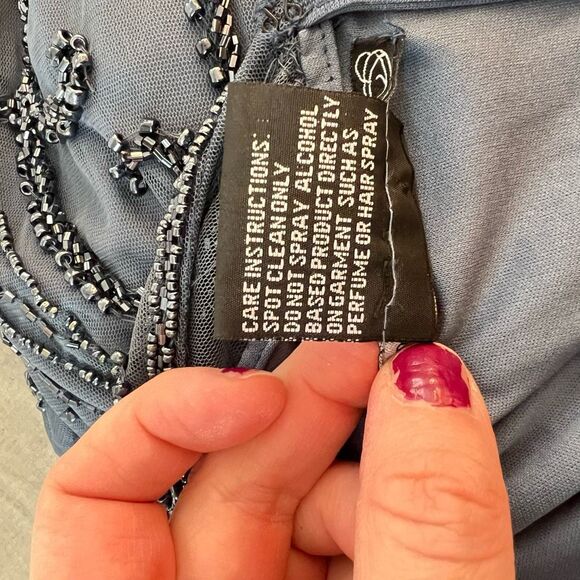 CARE INSTRUCTIONS:
SPOT CLEAN ONLY
DO NOT SPRAY ALCOHOL
BASED PRODUCT DIRECTLY
ON GARMENT SUCH AS
PERFUME OR HAIR SPRAY